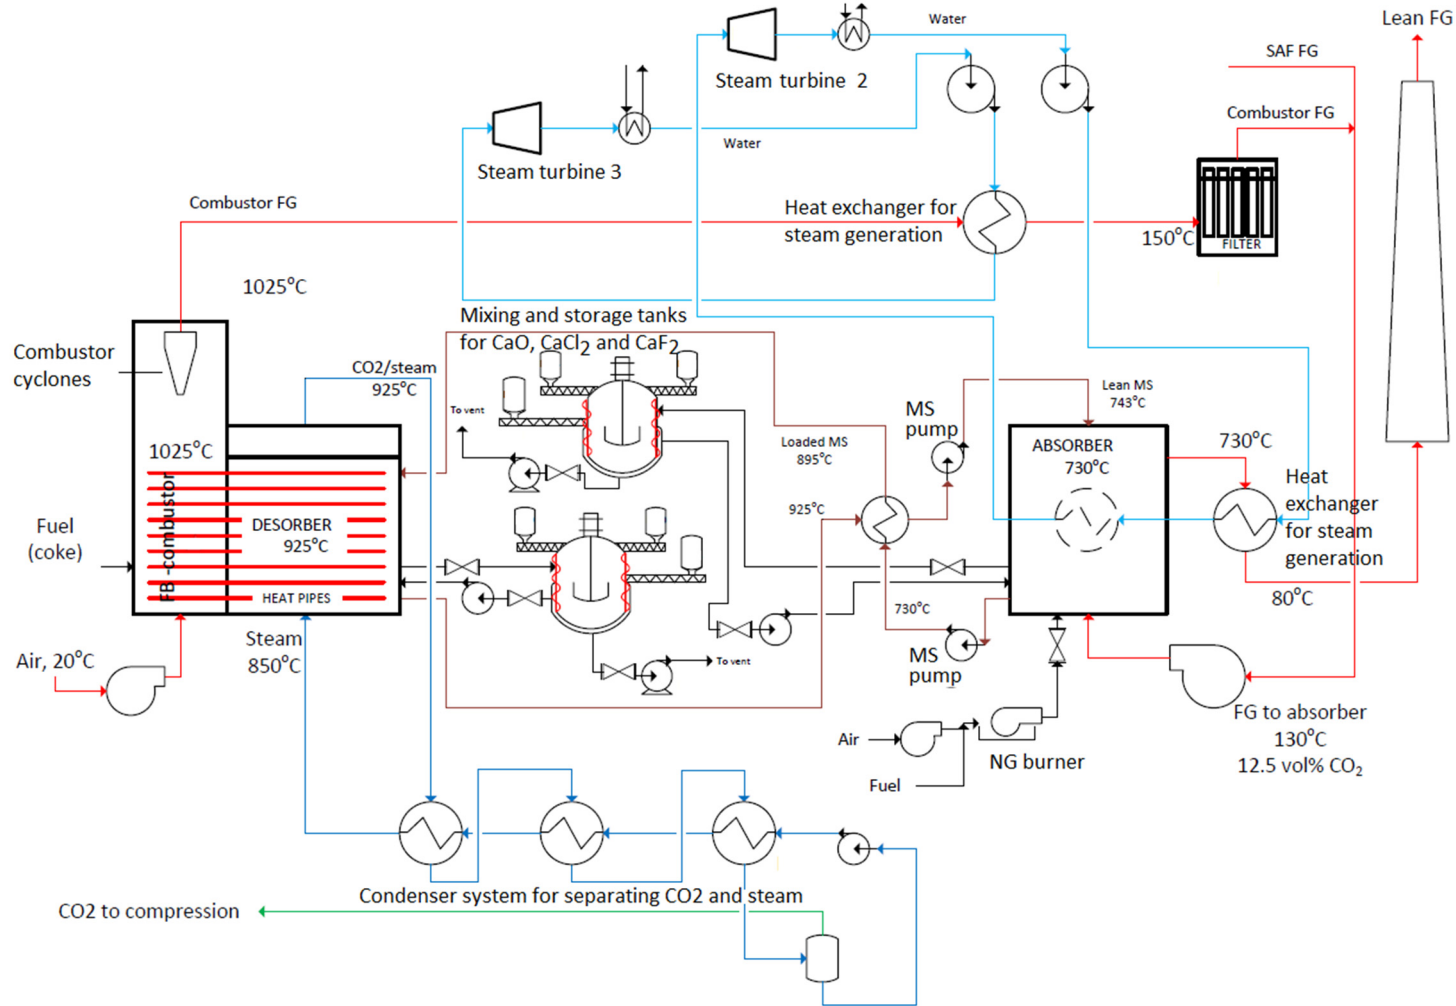 Lean FG
Water
SAF FG
Steam turbine 2
Combustor FG
Water
Steam turbine 3
Combustor FG
Heat exchanger for
steam generation
150°C
FILTER
1025°C
Mixing and storage tanks
for CaO, CaCl2 and CaF2
Combustor
cyclones
CO2/steam
925°C
To vent
MS
pump
Lean MS
743°C
1025°C
Loaded MS
895°C
ABSORBER
730°C
730°C
Heat
exchanger
for steam
generation
925°C
Fuel
(coke)
FB -combustor
DESORBER
925°C
HEAT PIPES
730°C
80°C
Steam
850°C
Air, 20°C
To vent
MS
pump
FG to absorber
130°C
12.5 vol% CO2
Air
NG burner
Fuel
Condenser system for separating CO2 and steam
CO2 to compression